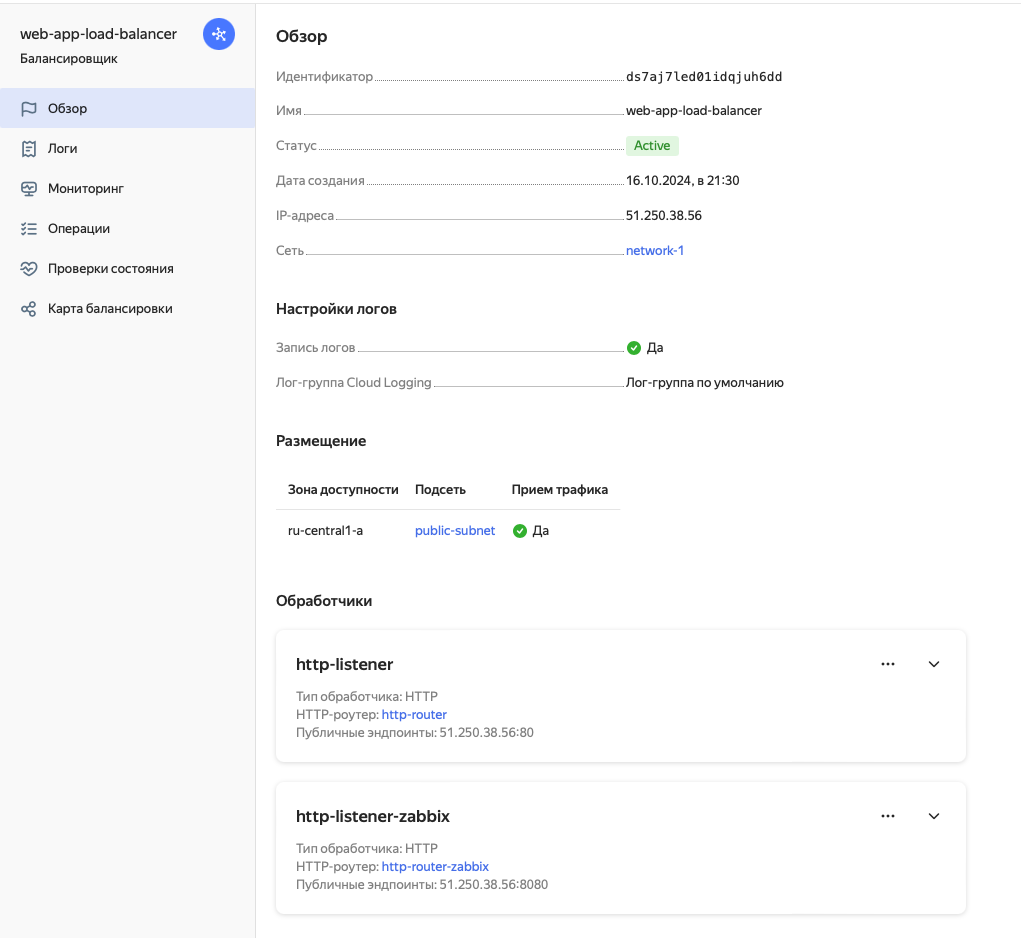 web-app-load-balancer
Балансировщик
Обзор
Логи
Мониторинг
Операции
Проверки состояния
Карта балансировки
Обзор
Идентификатор ds7aj7led01idqjuh6dd
Имя web-app-load-balancer
Статус Active
Дата создания 16.10.2024, в 21:30
IP-адреса 51.250.38.56
Сеть network-1
Настройки логов
Запись логов Да
Лог-группа Cloud Logging Лог-группа по умолчанию
Размещение
Зона доступности Подсеть Прием трафика
ru-central1-a public-subnet Да
Обработчики
http-listener
Тип обработчика: HTTP
HTTP-роутер: http-router
Публичные эндпоинты: 51.250.38.56:80
http-listener-zabbix
Тип обработчика: HTTP
HTTP-роутер: http-router-zabbix
Публичные эндпоинты: 51.250.38.56:8080